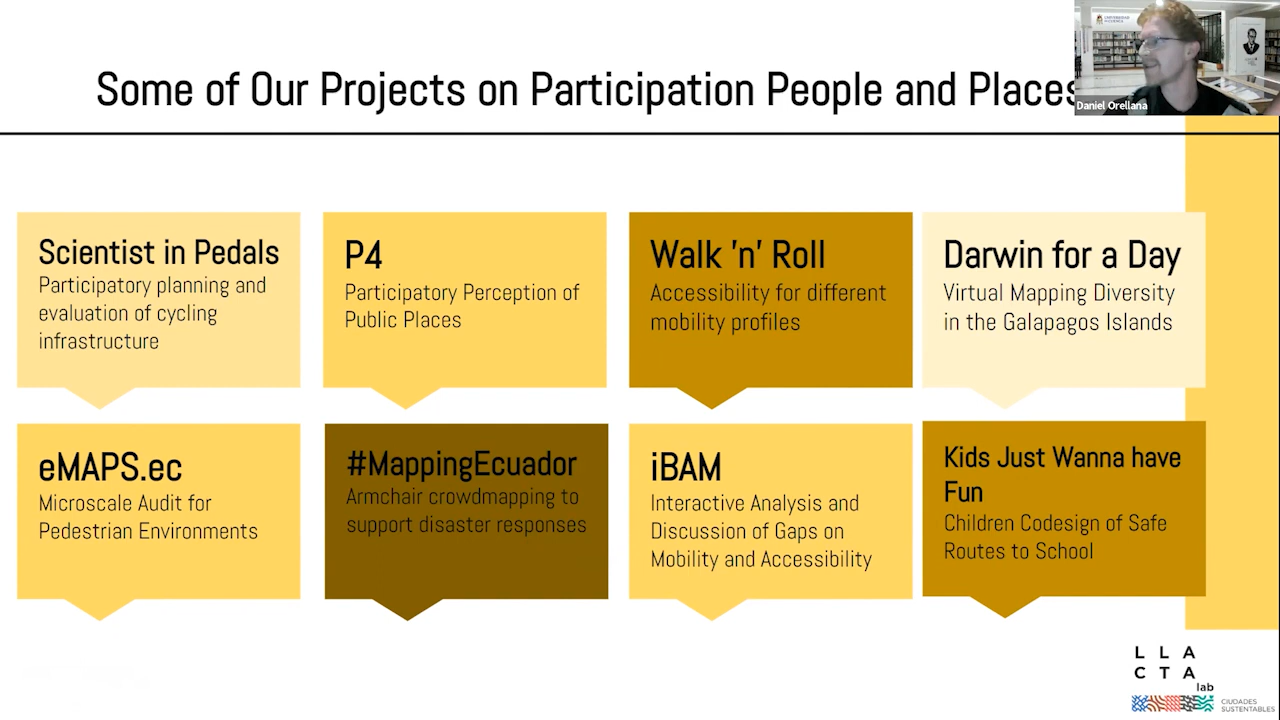 Some of Our Projects on Participation People and Places
Daniel Orellana
Scientist in Pedals
Participatory planning and
evaluation of cycling
infrastructure
P4
Participatory Perception of
Public Places
Walk 'n' Roll
Accessibility for different
mobility profiles
Darwin for a Day
Virtual Mapping Diversity
in the Galapagos Islands
eMAPS.ec
Microscale Audit for
Pedestrian Environments
#MappingEcuador
Armchair crowdmapping to
support disaster responses
iBAM
Interactive Analysis and
Discussion of Gaps on
Mobility and Accessibility
Kids Just Wanna have
Fun
Children Codesign of Safe
Routes to School
LLA
CTA
lab
CIUDADES
SUSTENTABLES